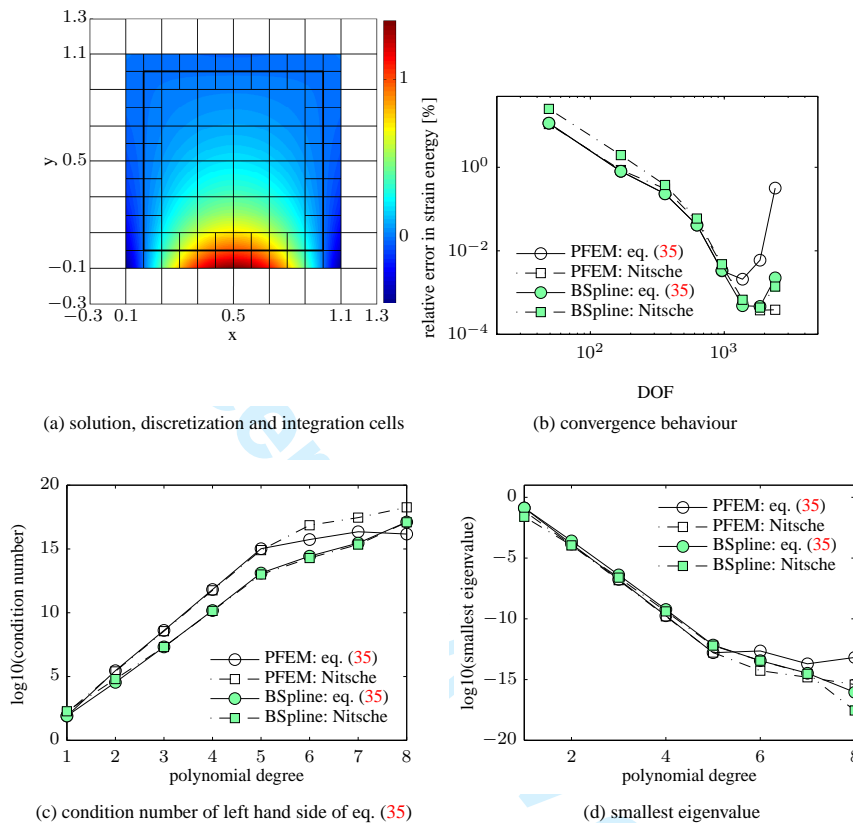 1.3
1.1
0.5
−0.1
−0.3
y
−0.3
0.1
0.5
1.1
1.3
x
1
0
relative error in strain energy [%]
10^0
10^−2
10^−4
10^2
10^3
DOF
PFEM: eq. (35)
PFEM: Nitsche
BSpline: eq. (35)
BSpline: Nitsche
(a) solution, discretization and integration cells
(b) convergence behaviour
log10(condition number)
20
15
10
5
0
1
2
3
4
5
6
7
8
polynomial degree
PFEM: eq. (35)
PFEM: Nitsche
BSpline: eq. (35)
BSpline: Nitsche
log10(smallest eigenvalue)
0
−5
−10
−15
−20
2
4
6
8
polynomial degree
PFEM: eq. (35)
PFEM: Nitsche
BSpline: eq. (35)
BSpline: Nitsche
(c) condition number of left hand side of eq. (35)
(d) smallest eigenvalue